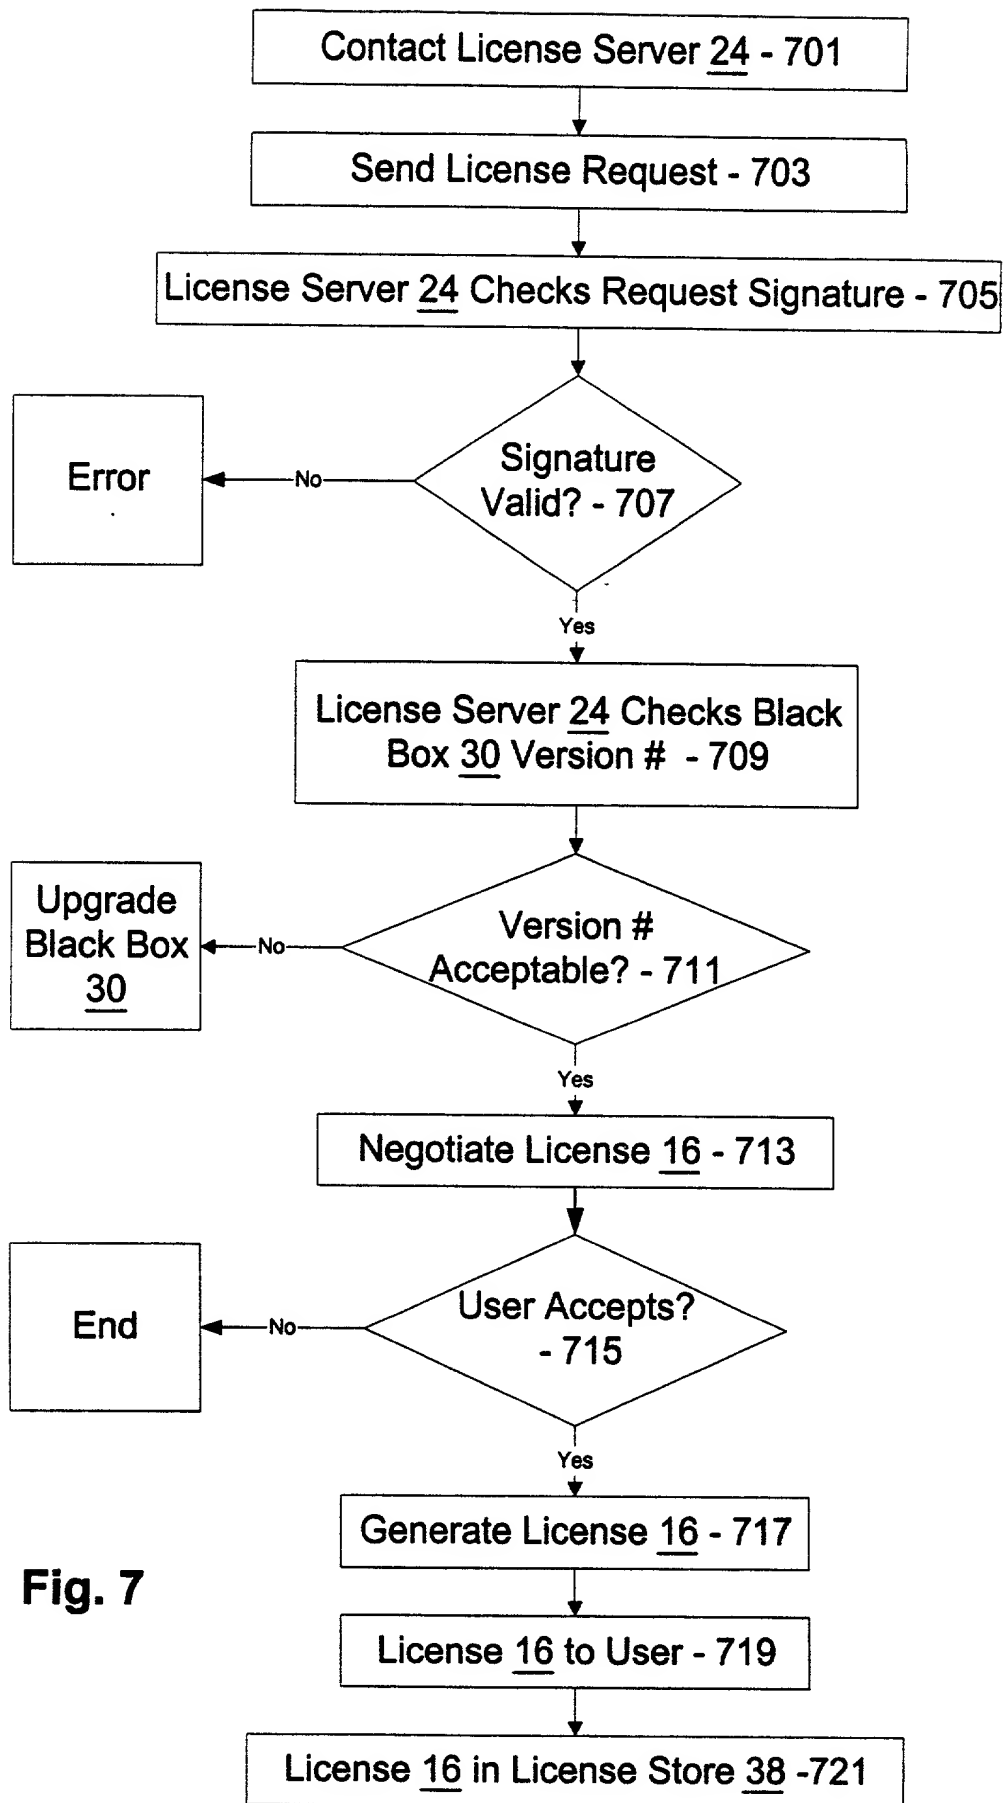 Contact License Server 24 - 701
Send License Request - 703
License Server 24 Checks Request Signature - 705
Signature
Valid? - 707
No
Error
Yes
License Server 24 Checks Black
Box 30 Version # - 709
Version #
Acceptable? - 711
No
Upgrade
Black Box
30
Yes
Negotiate License 16 - 713
User Accepts?
- 715
No
End
Yes
Generate License 16 - 717
License 16 to User - 719
License 16 in License Store 38 -721
Fig. 7